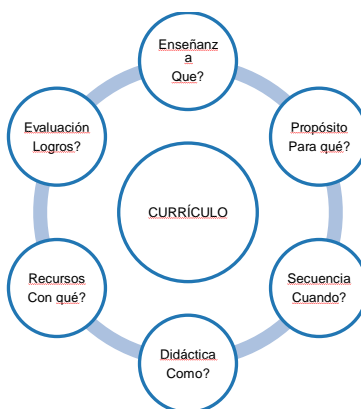 Enseñanz
a
Que?
Propósito
Para qué?
Secuencia
Cuando?
Didáctica
Como?
Recursos
Con qué?
Evaluación
Logros?
CURRÍCULO